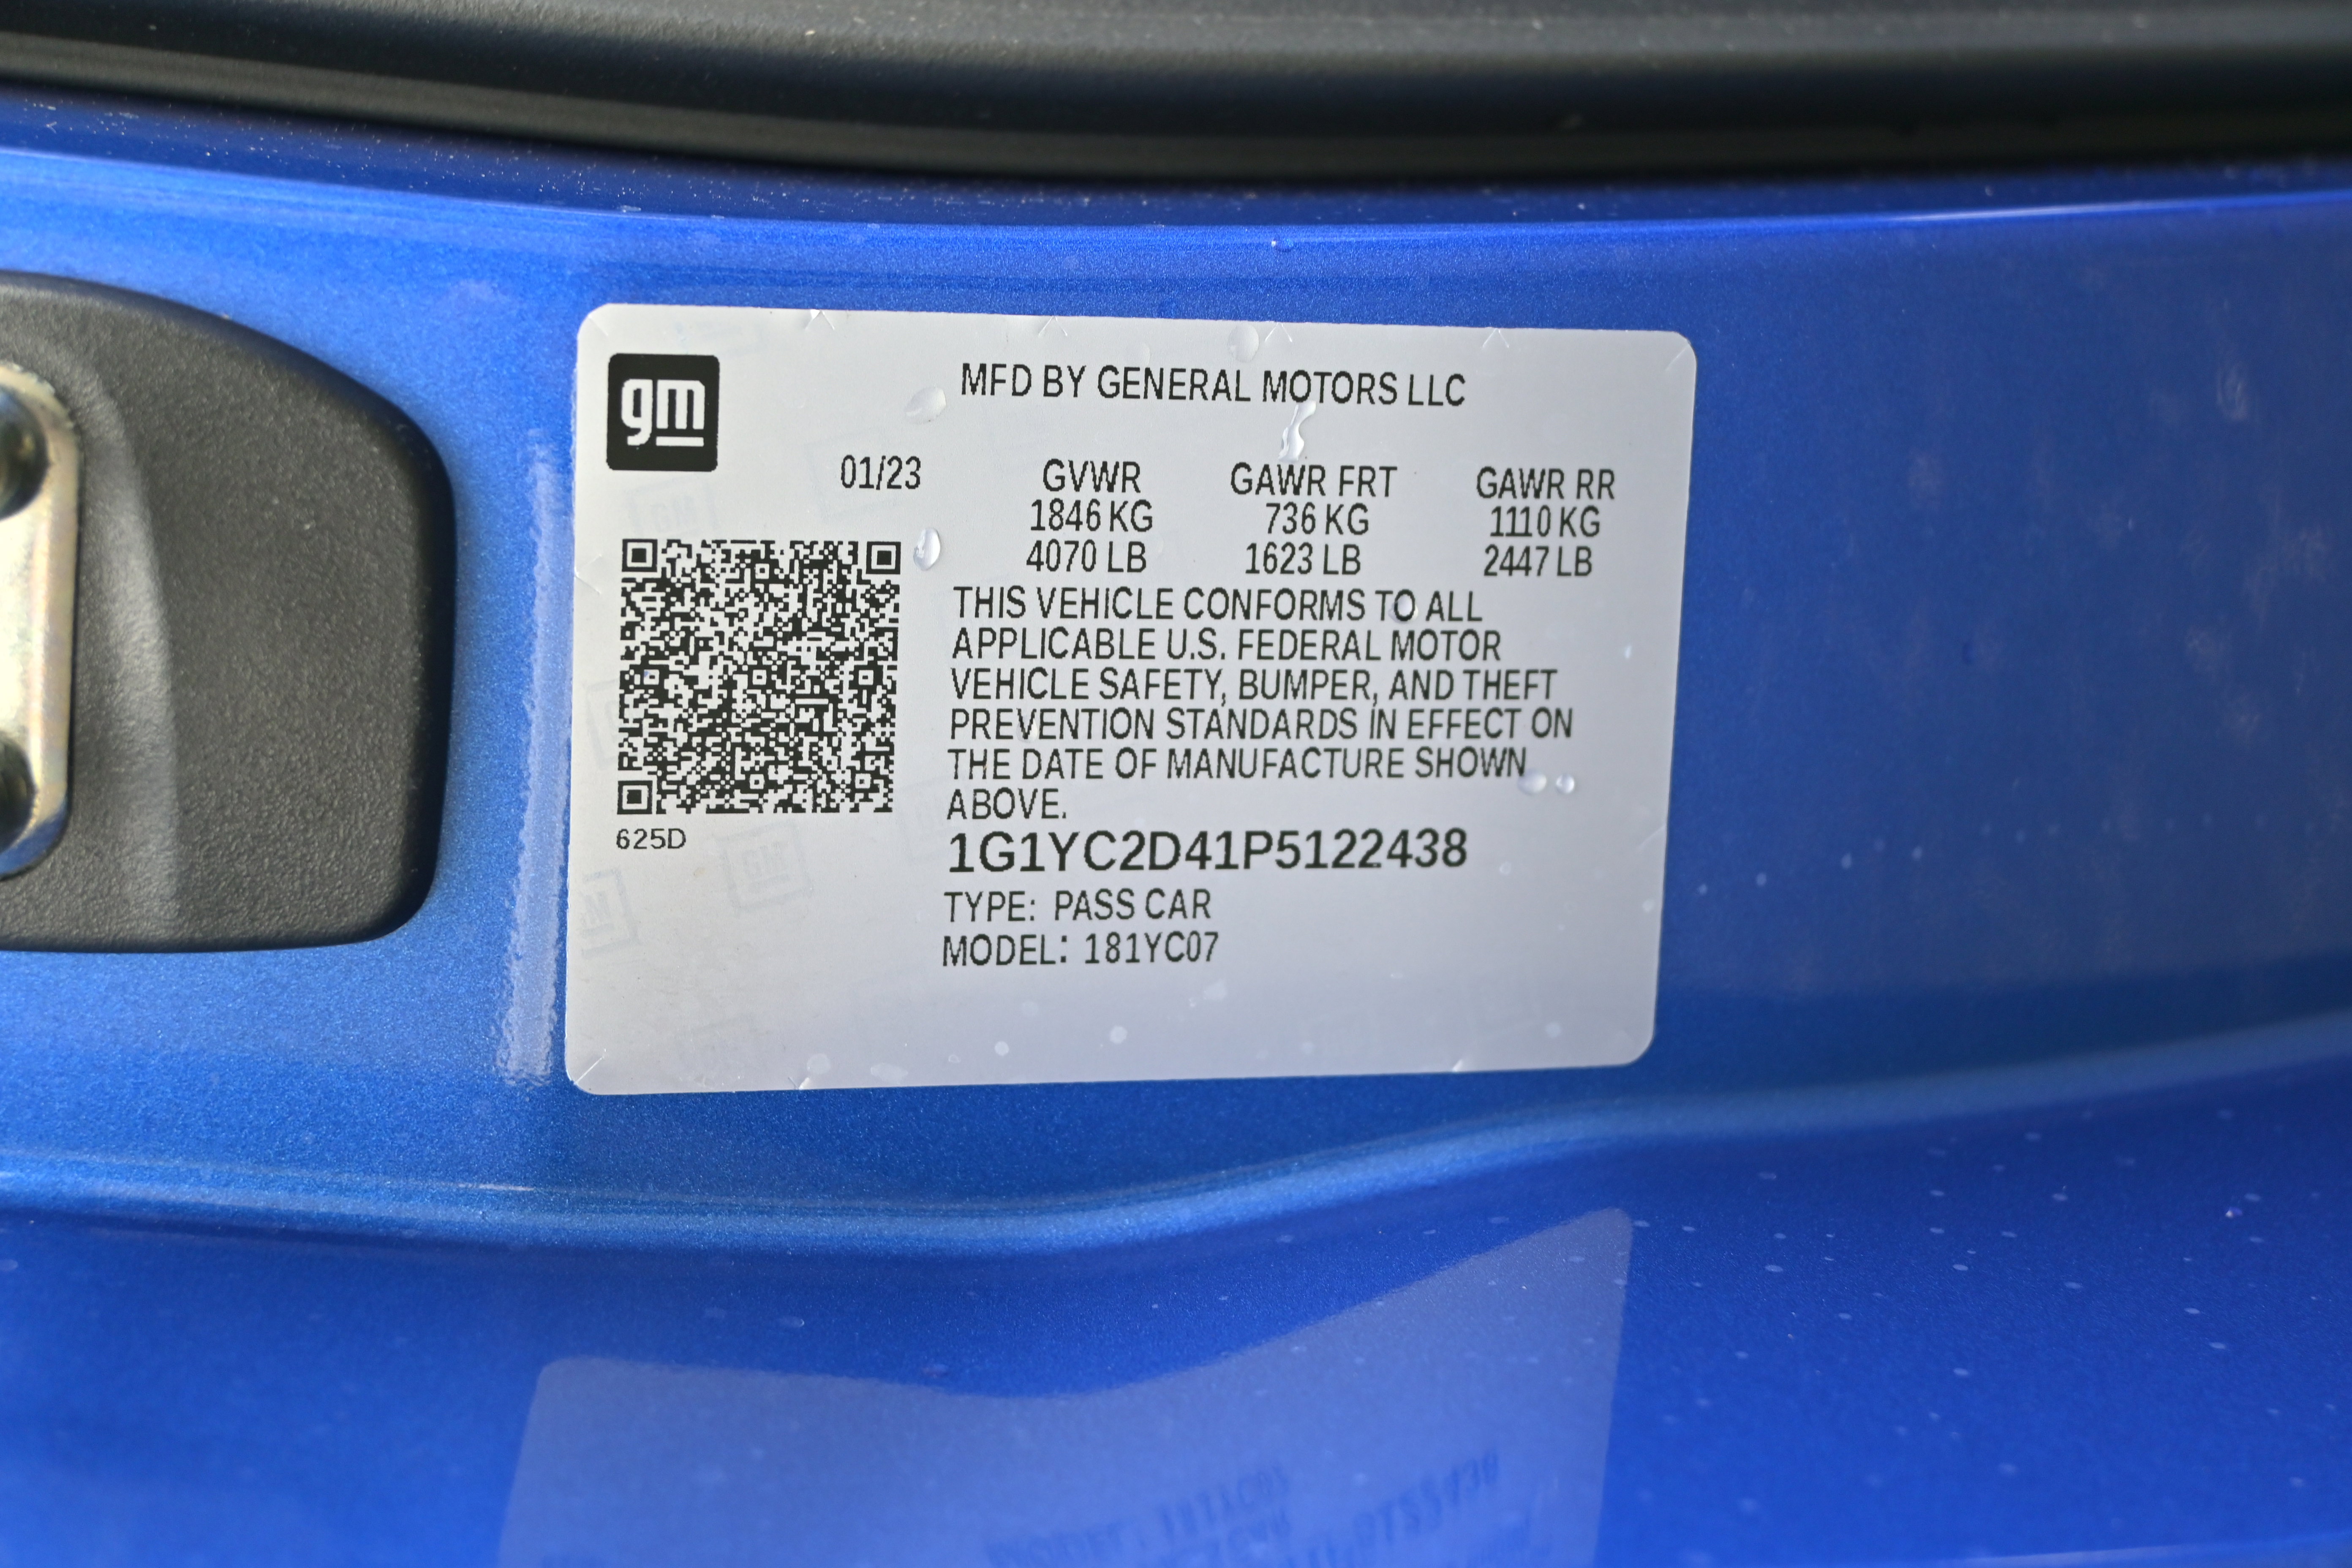 gm
MFD BY GENERAL MOTORS LLC
01/23 GVWR GAWR FRT GAWR RR
1846 KG 736 KG 1110 KG
4070 LB 1623 LB 2447 LB
THIS VEHICLE CONFORMS TO ALL
APPLICABLE U.S. FEDERAL MOTOR
VEHICLE SAFETY, BUMPER, AND THEFT
PREVENTION STANDARDS IN EFFECT ON
THE DATE OF MANUFACTURE SHOWN
ABOVE.
625D
1G1YC2D41P5122438
TYPE: PASS CAR
MODEL: 181YC07